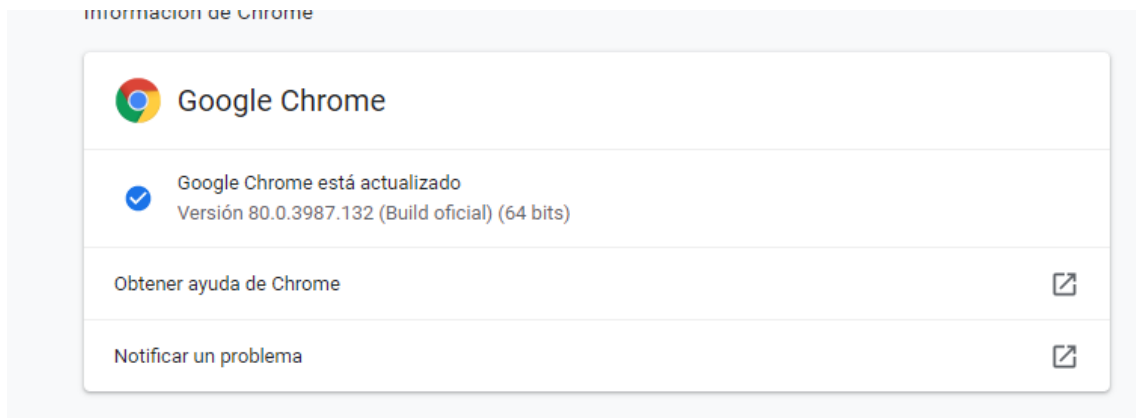 Información de Chrome
Google Chrome
Google Chrome está actualizado
Versión 80.0.3987.132 (Build oficial) (64 bits)
Obtener ayuda de Chrome
Notificar un problema